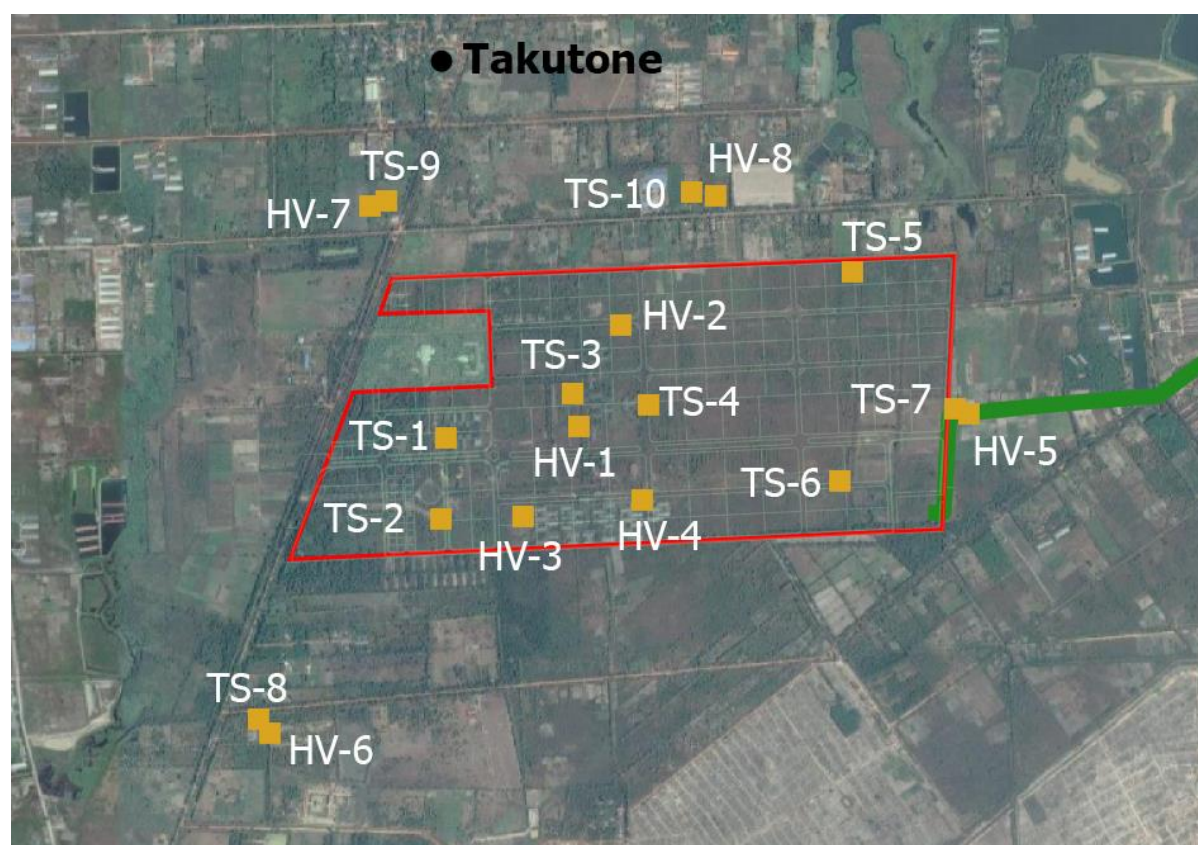 Takutone
TS-9
HV-8
TS-10
HV-7
TS-5
HV-2
TS-3
TS-4
TS-7
TS-1
HV-5
HV-1
TS-6
TS-2
HV-4
HV-3
TS-8
HV-6